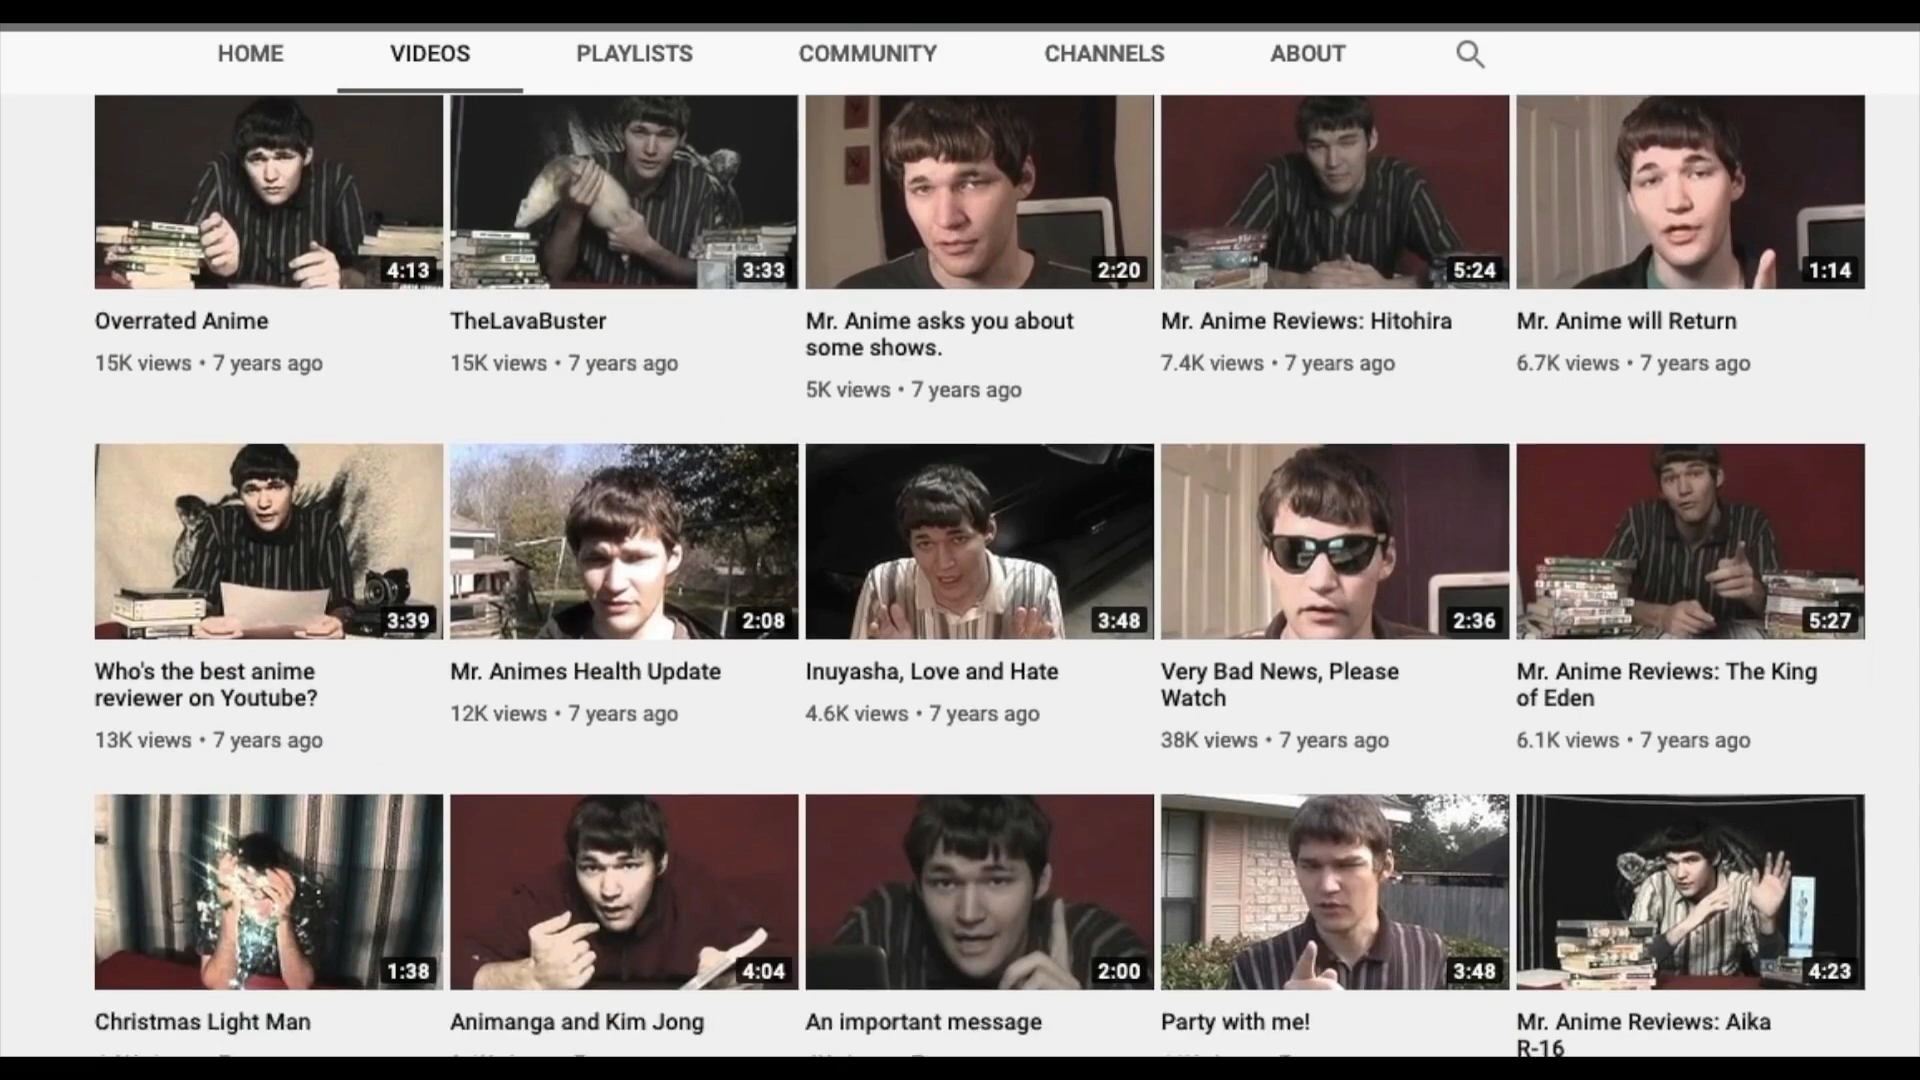 HOME VIDEOS PLAYLISTS COMMUNITY CHANNELS ABOUT
4:13
3:33
2:20
5:24
1:14
Overrated Anime
15K views • 7 years ago
TheLavaBuster
15K views • 7 years ago
Mr. Anime asks you about
some shows.
5K views • 7 years ago
Mr. Anime Reviews: Hitohira
7.4K views • 7 years ago
Mr. Anime will Return
6.7K views • 7 years ago
3:39
2:08
3:48
2:36
5:27
Who's the best anime
reviewer on Youtube?
13K views • 7 years ago
Mr. Animes Health Update
12K views • 7 years ago
Inuyasha, Love and Hate
4.6K views • 7 years ago
Very Bad News, Please
Watch
38K views • 7 years ago
Mr. Anime Reviews: The King
of Eden
6.1K views • 7 years ago
1:38
4:04
2:00
3:48
4:23
Christmas Light Man
Animanga and Kim Jong
An important message
Party with me!
Mr. Anime Reviews: Aika
R-16